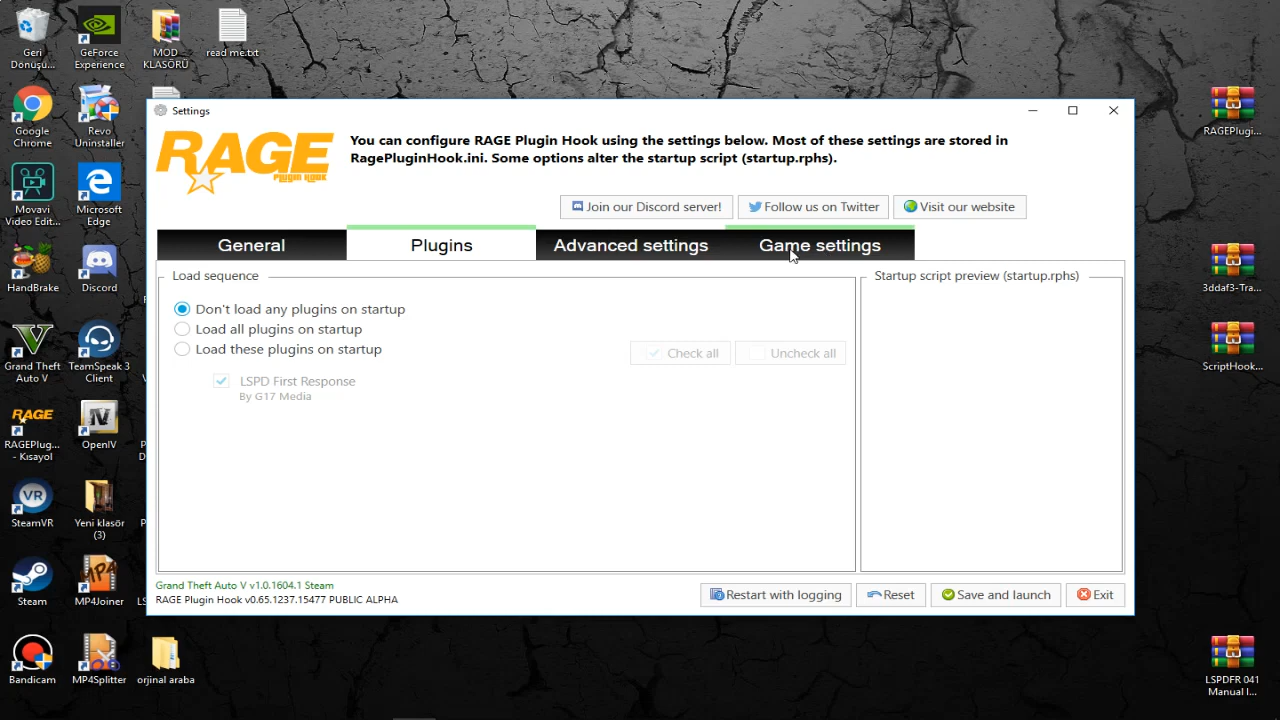 Geri
Dönüşü...
GeForce
Experience
MOD
KLASÖRÜ
read me.txt
Google
Chrome
Revo
Uninstaller
Movavi
Video Edit...
Microsoft
Edge
HandBrake
Discord
Grand Theft
Auto V
TeamSpeak 3
Client
RAGEPlug...
- Kısayol
OpenIV
SteamVR
Yeni klasör
(3)
Steam
MP4Joiner
Bandicam
MP4Splitter
orjinal araba
Settings
RAGE
PLUGIN HOOK
You can configure RAGE Plugin Hook using the settings below. Most of these settings are stored in
RagePluginHook.ini. Some options alter the startup script (startup.rphs).
Join our Discord server!
Follow us on Twitter
Visit our website
General
Plugins
Advanced settings
Game settings
Load sequence
Don't load any plugins on startup
Load all plugins on startup
Load these plugins on startup
Check all
Uncheck all
LSPD First Response
By G17 Media
Startup script preview (startup.rphs)
Grand Theft Auto V v1.0.1604.1 Steam
RAGE Plugin Hook v0.65.1237.15477 PUBLIC ALPHA
Restart with logging
Reset
Save and launch
Exit
RAGEPlugi...
3ddaf3-Tra...
ScriptHook...
LSPDFR 041
Manual I...